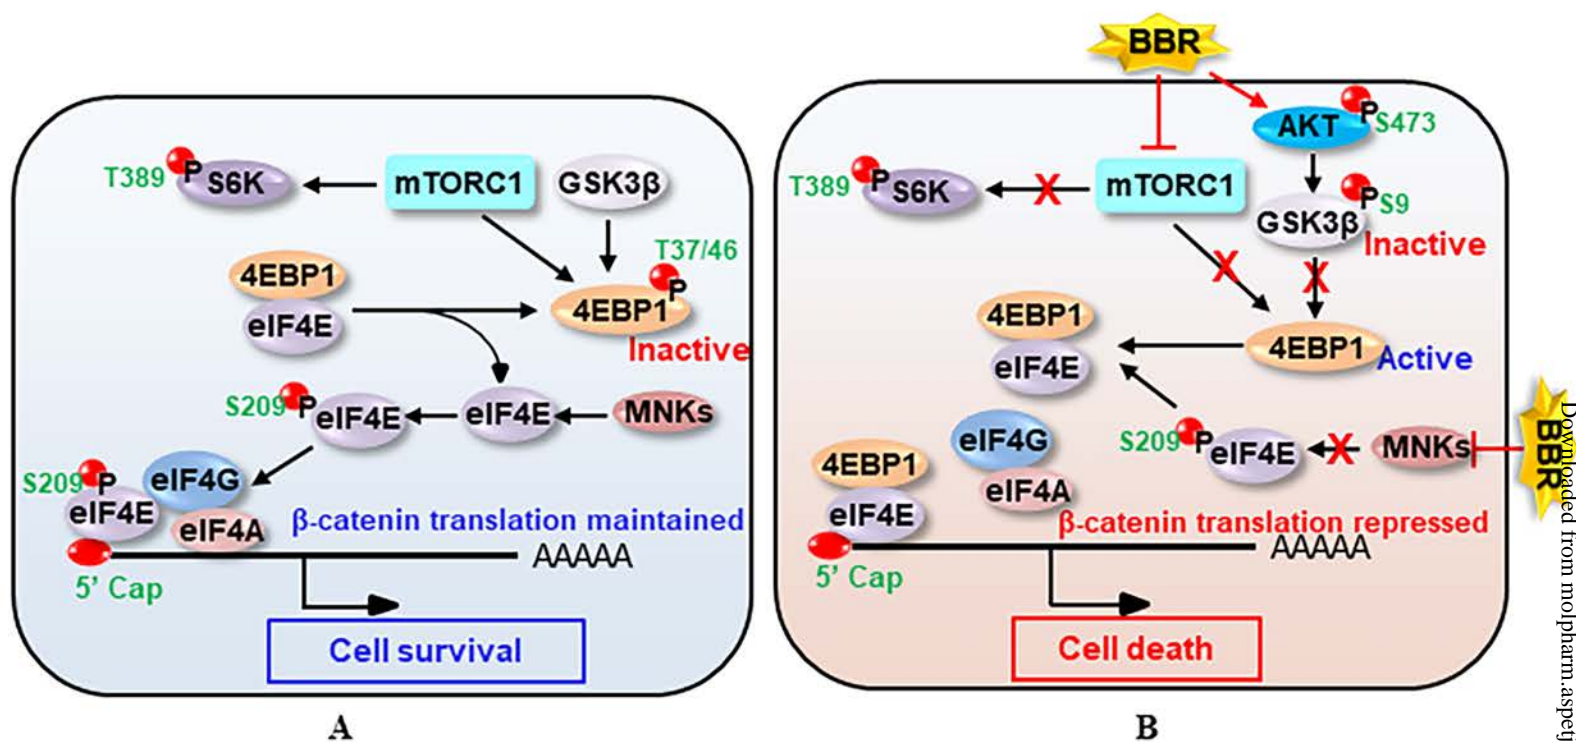 T389
P
S6K
mTORC1
GSK3β
T37/46
P
4EBP1
Inactive
4EBP1
eIF4E
S209
P
eIF4E
eIF4E
MNKs
S209
P
eIF4E
eIF4G
eIF4A
β-catenin translation maintained
AAAAA
5’ Cap
Cell survival
A
BBR
AKT
P
S473
T389
P
S6K
X
mTORC1
P
S9
GSK3β
Inactive
X
X
4EBP1
Active
4EBP1
eIF4E
S209
P
eIF4E
X
MNKs
BBR
eIF4G
eIF4A
4EBP1
eIF4E
β-catenin translation repressed
AAAAA
5’ Cap
Cell death
B
Downloaded from molpharm.aspetj